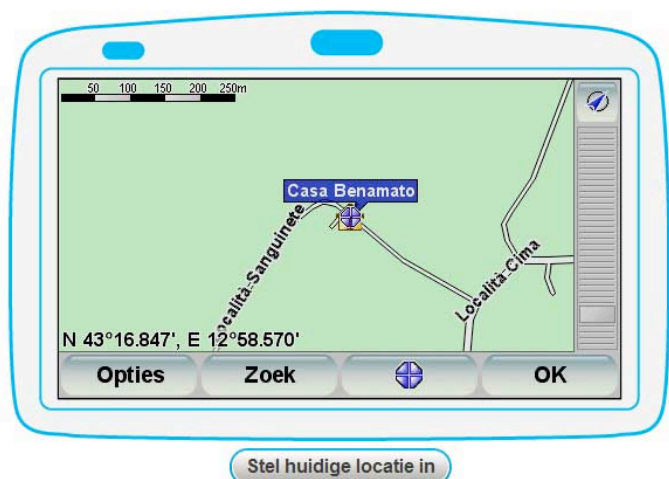 50 100 150 200 250m
Casa Benamato
ocalità-Sanguinete
Località-Cima
N 43°16.847', E 12°58.570'
Opties Zoek OK
Stel huidige locatie in